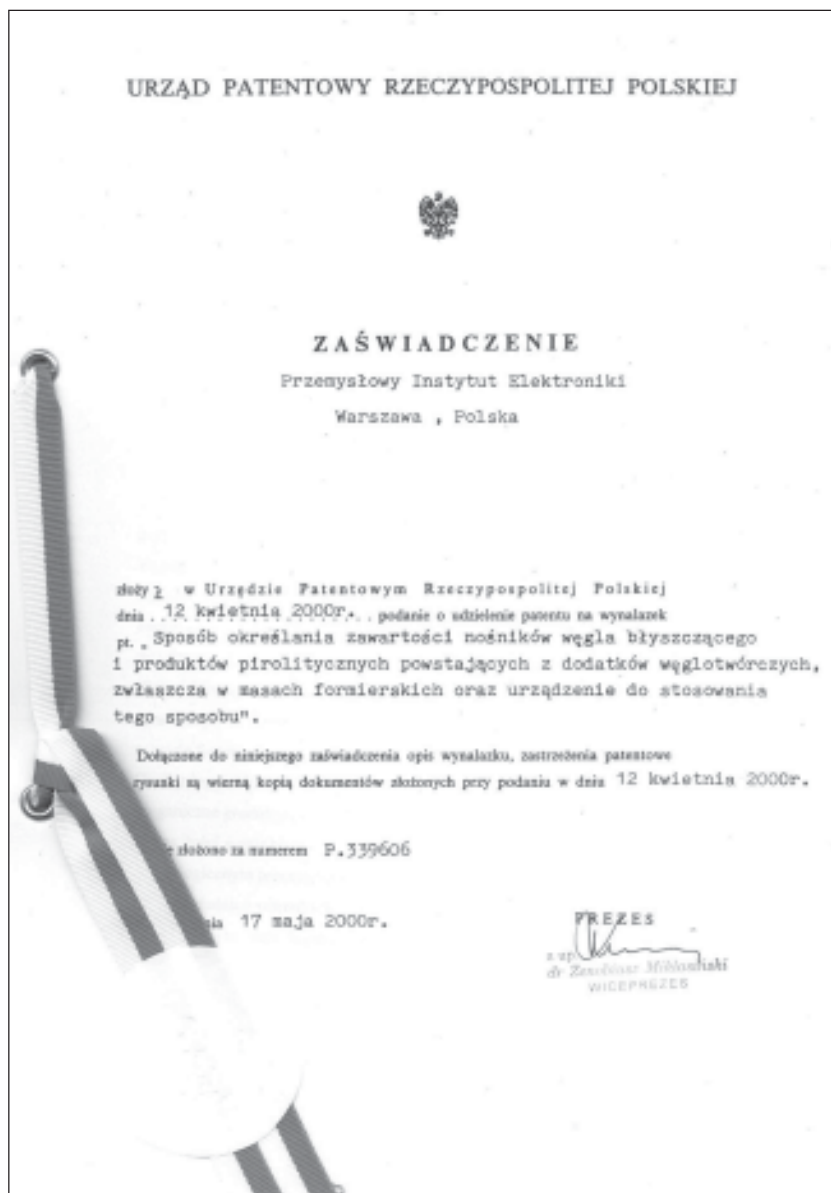 URZĄD PATENTOWY RZECZYPOSPOLITEJ POLSKIEJ
ZAŚWIADCZENIE
Przemysłowy Instytut Elektroniki
Warszawa , Polska
złoży ł w Urzędzie Patentowym Rzeczypospolitej Polskiej
dnia 12 kwietnia 2000r. podanie o udzielenie patentu na wynalazek
pt. „ Sposób określania zawartości nośników węgla błyszczącego
i produktów pirolitycznych powstających z dodatków węglotwórczych,
zwłaszcza w masach formierskich oraz urządzenie do stosowania
tego sposobu".
Dołączone do niniejszego zaświadczenia opis wynalazku, zastrzeżenia patentowe
rysunki są wierną kopią dokumentów złożonych przy podaniu w dniu 12 kwietnia 2000r.
złożono za numerem P.339606
17 maja 2000r.
PREZES
z up.
dr
WICEPREZES